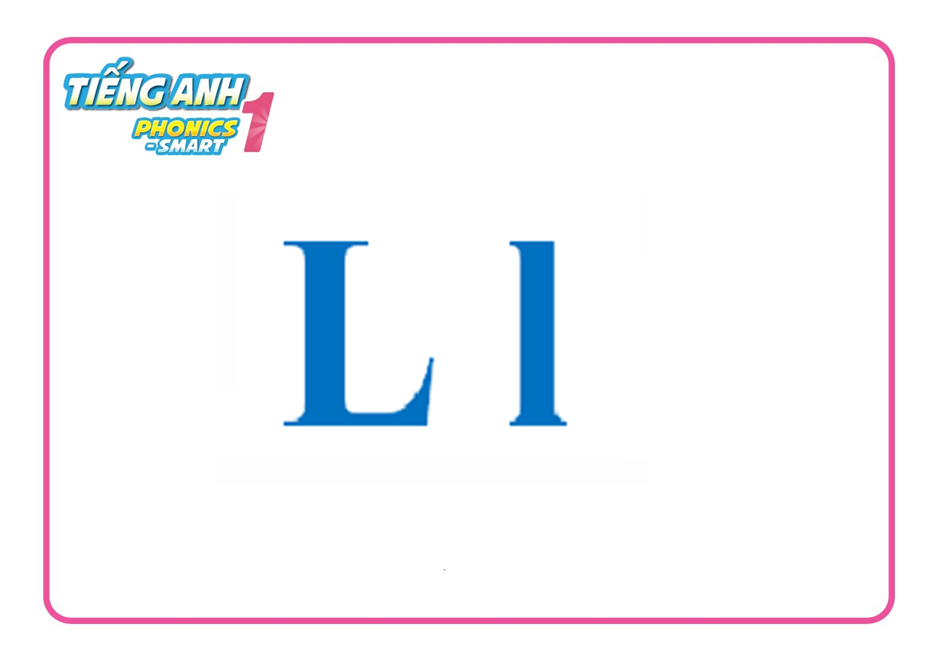 TIẾNG ANH
PHONICS 1
-SMART
L l